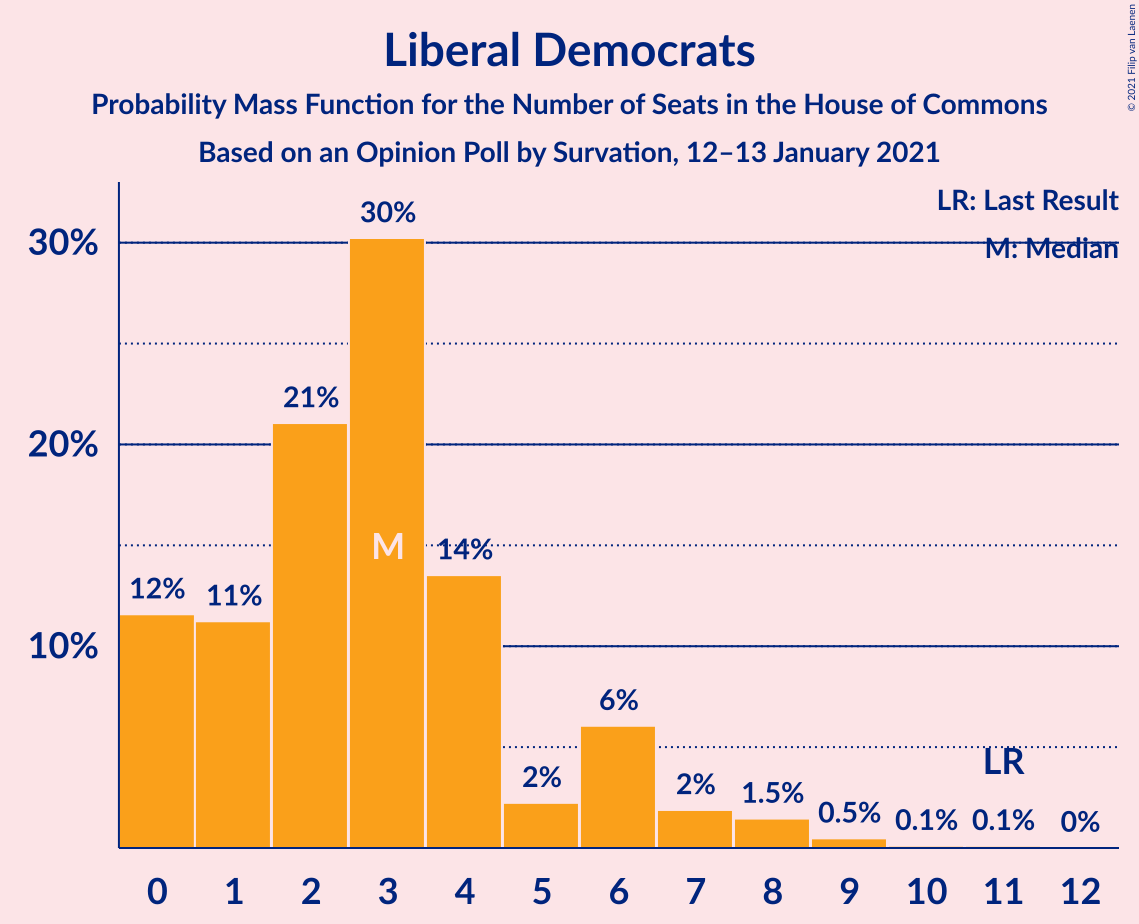 Liberal Democrats
Probability Mass Function for the Number of Seats in the House of Commons
Based on an Opinion Poll by Survation, 12–13 January 2021
© 2021 Filip van Laenen
LR: Last Result
M: Median
30%
20%
10%
12%
11%
21%
30%
M
14%
2%
6%
2%
1.5%
0.5%
0.1%
LR
0.1%
0%
0 1 2 3 4 5 6 7 8 9 10 11 12